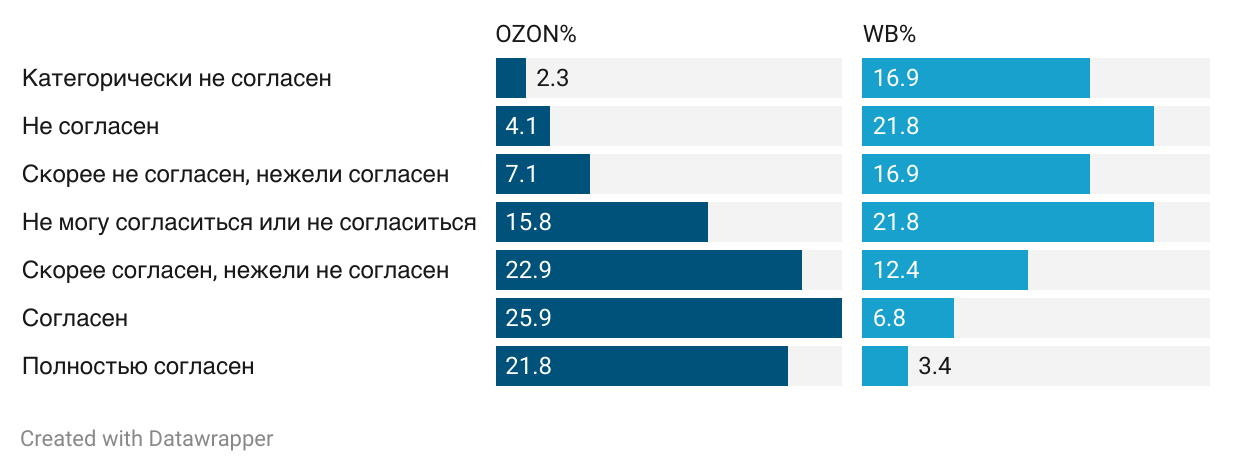 OZON% WB%
Категорически не согласен 2.3 16.9
Не согласен 4.1 21.8
Скорее не согласен, нежели согласен 7.1 16.9
Не могу согласиться или не согласиться 15.8 21.8
Скорее согласен, нежели не согласен 22.9 12.4
Согласен 25.9 6.8
Полностью согласен 21.8 3.4
Created with Datawrapper